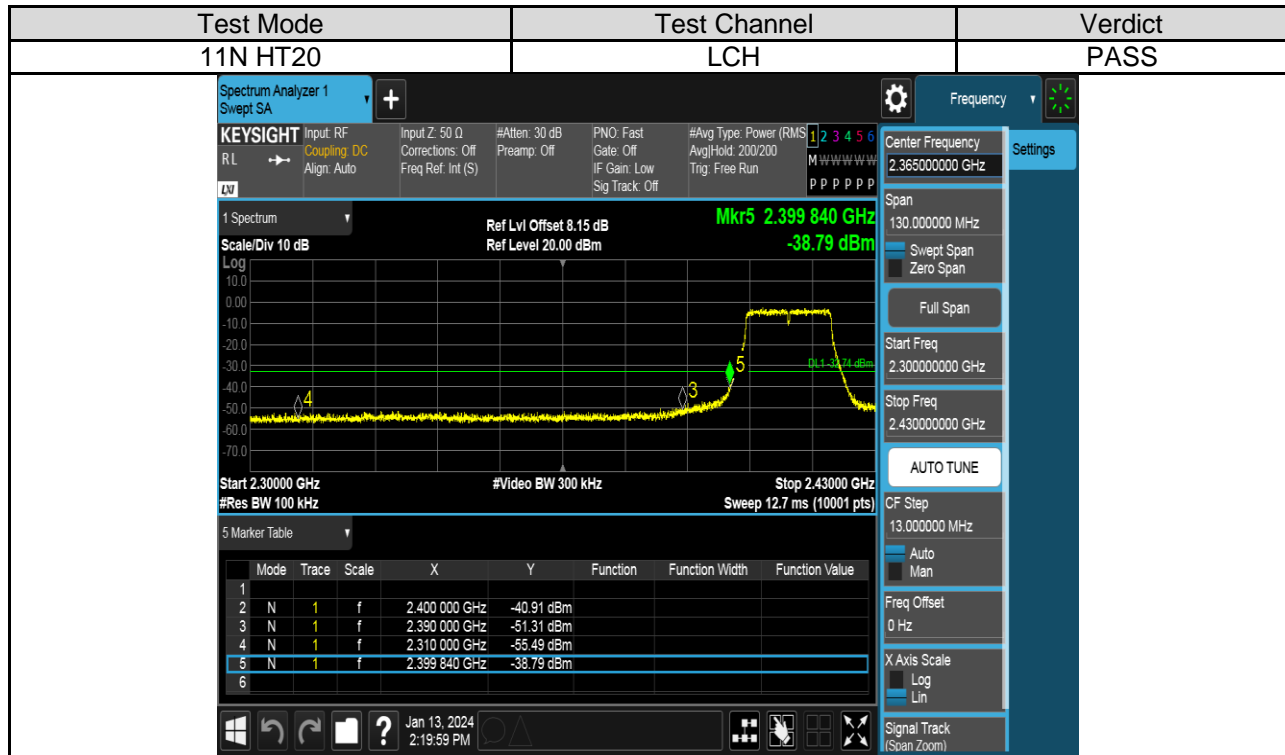 Test Mode Test Channel Verdict
11N HT20 LCH PASS
Spectrum Analyzer 1
Swept SA
+
Frequency
KEYSIGHT Input: RF Input Z: 50 Ω #Atten: 30 dB PNO: Fast #Avg Type: Power (RMS 1 2 3 4 5 6
RL Coupling: DC Corrections: Off Preamp: Off Gate: Off Avg|Hold: 200/200 M W W W W W
Align: Auto Freq Ref: Int (S) IF Gain: Low Trig: Free Run
LXI Sig Track: Off P P P P P P
Center Frequency
2.365000000 GHz
Settings
1 Spectrum Ref Lvl Offset 8.15 dB Mkr5 2.399 840 GHz
Scale/Div 10 dB Ref Level 20.00 dBm -38.79 dBm
Log
10.0
0.00
-10.0
-20.0
-30.0
-40.0
-50.0
-60.0
-70.0
DL1 -32.74 dBm
5
3
4
Start 2.30000 GHz #Video BW 300 kHz Stop 2.43000 GHz
#Res BW 100 kHz Sweep 12.7 ms (10001 pts)
Span
130.000000 MHz
Swept Span
Zero Span
Full Span
Start Freq
2.300000000 GHz
Stop Freq
2.430000000 GHz
AUTO TUNE
CF Step
13.000000 MHz
Auto
Man
Freq Offset
0 Hz
X Axis Scale
Log
Lin
Signal Track
(Span Zoom)
5 Marker Table
Mode Trace Scale X Y Function Function Width Function Value
1
2 N 1 f 2.400 000 GHz -40.91 dBm
3 N 1 f 2.390 000 GHz -51.31 dBm
4 N 1 f 2.310 000 GHz -55.49 dBm
5 N 1 f 2.399 840 GHz -38.79 dBm
6
? Jan 13, 2024
2:19:59 PM